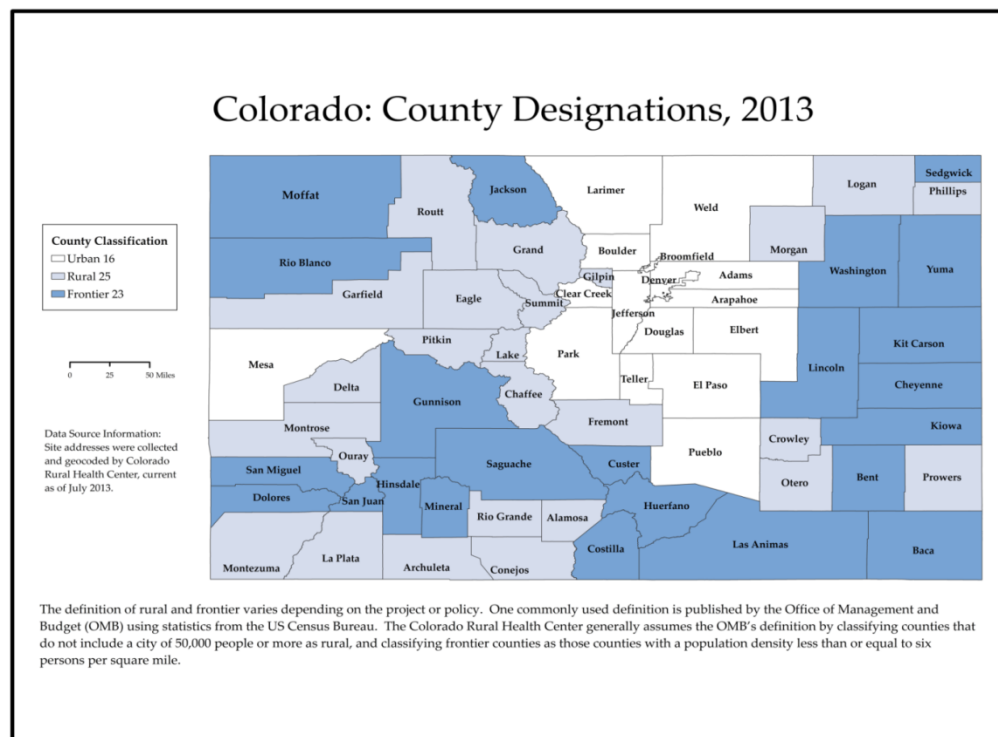 Colorado: County Designations, 2013
County Classification
Urban 16
Rural 25
Frontier 23
0 25 50 Miles
Data Source Information:
Site addresses were collected
and geocoded by Colorado
Rural Health Center, current
as of July 2013.
Moffat
Routt
Jackson
Larimer
Weld
Logan
Sedgwick
Phillips
Rio Blanco
Grand
Boulder
Broomfield
Morgan
Washington
Yuma
Garfield
Eagle
Summit
Gilpin
Clear Creek
Denver
Adams
Arapahoe
Jefferson
Mesa
Pitkin
Lake
Park
Douglas
Elbert
Kit Carson
Lincoln
Delta
Gunnison
Chaffee
Teller
El Paso
Cheyenne
Montrose
Fremont
Kiowa
Ouray
Saguache
Custer
Pueblo
Crowley
San Miguel
Hinsdale
Otero
Bent
Prowers
Dolores
San Juan
Mineral
Rio Grande
Alamosa
Huerfano
Montezuma
La Plata
Archuleta
Conejos
Costilla
Las Animas
Baca
The definition of rural and frontier varies depending on the project or policy. One commonly used definition is published by the Office of Management and
Budget (OMB) using statistics from the US Census Bureau. The Colorado Rural Health Center generally assumes the OMB's definition by classifying counties that
do not include a city of 50,000 people or more as rural, and classifying frontier counties as those counties with a population density less than or equal to six
persons per square mile.